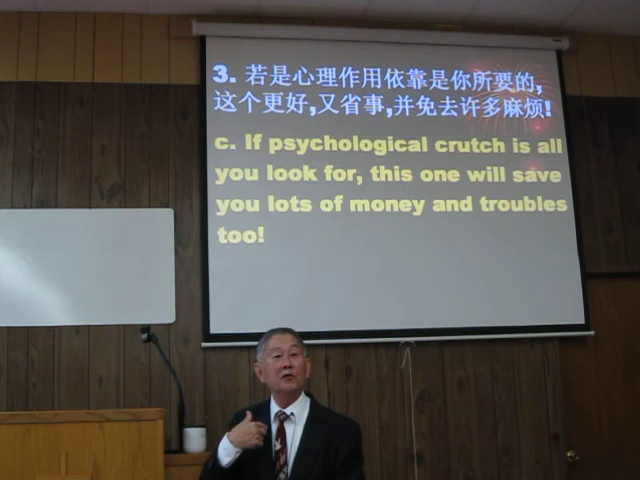 3. 若是心理作用依靠是你所要的,
这个更好,又省事,并免去许多麻烦!
c. If psychological crutch is all
you look for, this one will save
you lots of money and troubles
too!